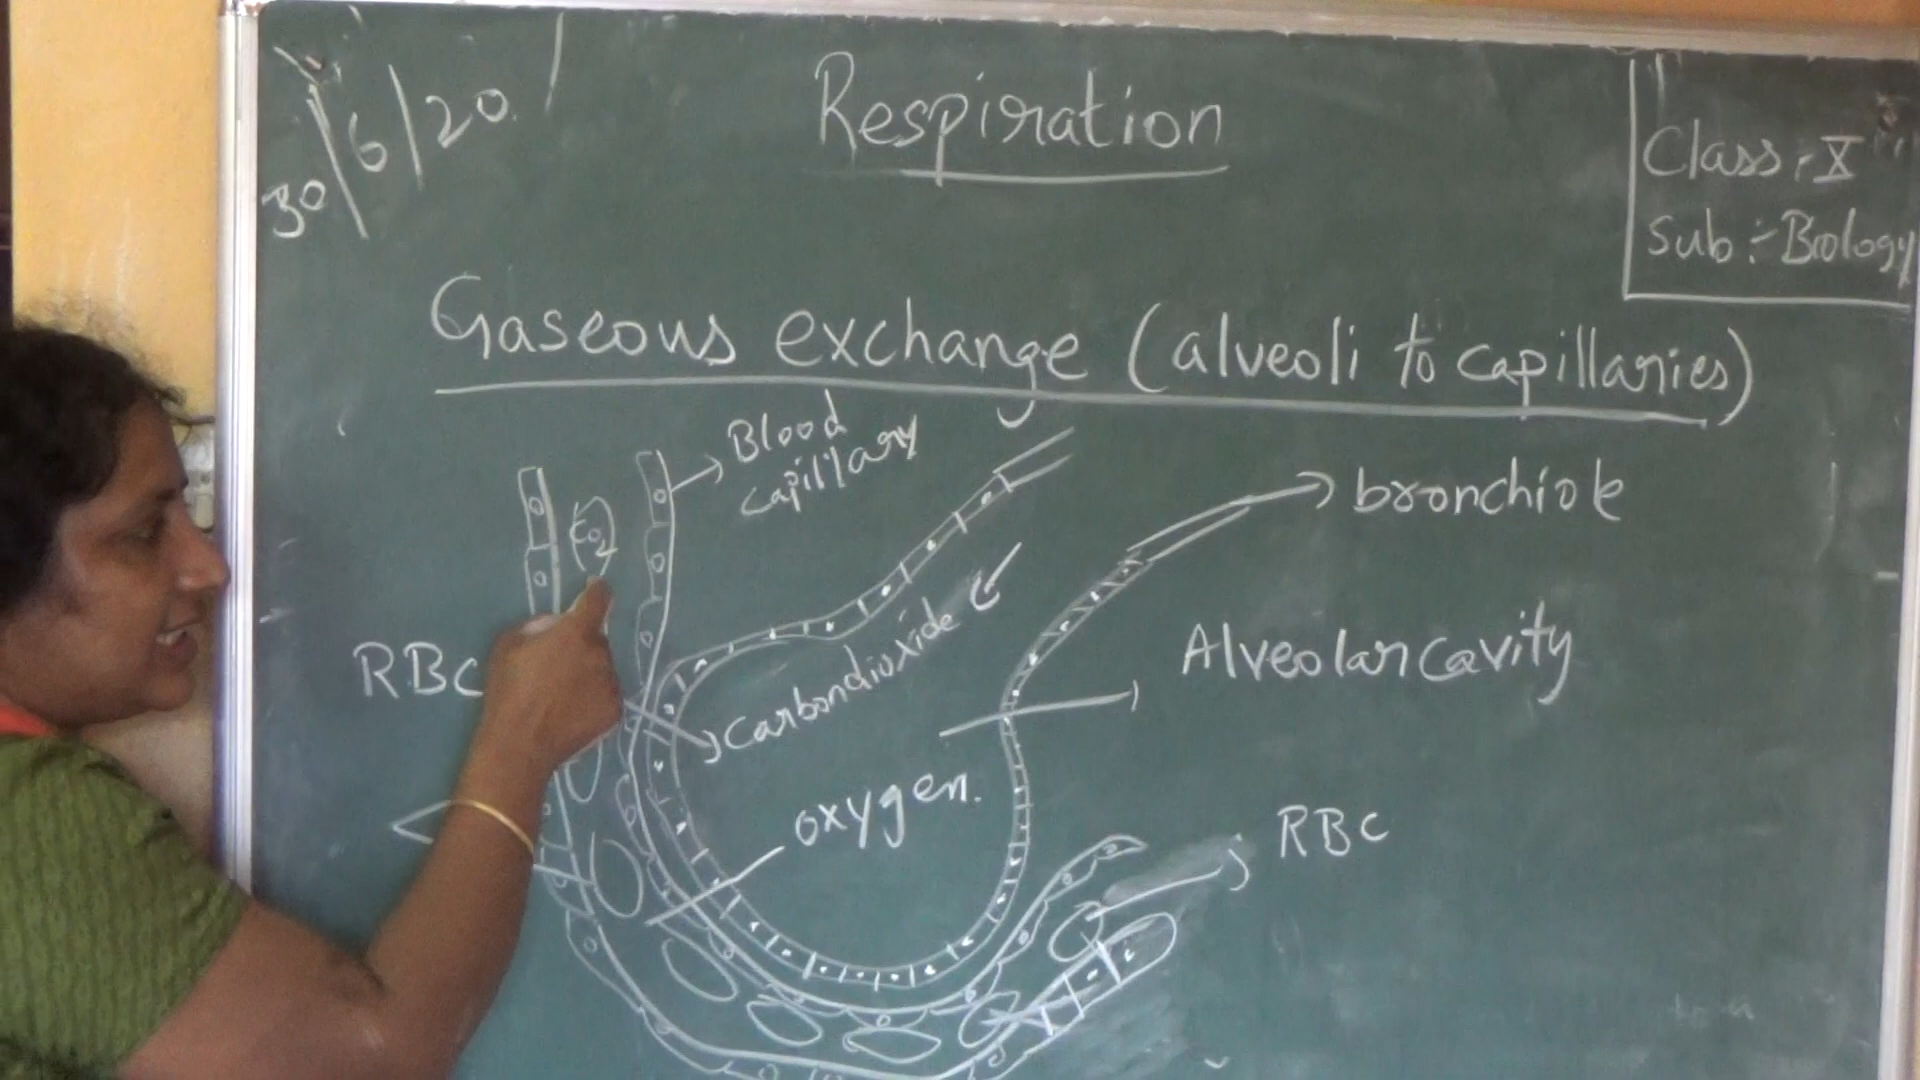 30/6/20
Respiration
Class:- X
Sub:- Biology
Gaseous exchange (alveoli to capillaries)
Blood
capillary
CO2
bronchiole
RBC
carbondioxide
Alveolar cavity
oxygen.
RBC